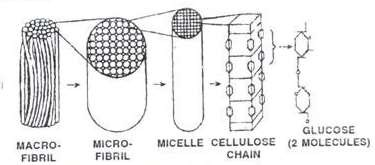 MACRO-
FIBRIL
MICRO-
FIBRIL
MICELLE
CELLULOSE
CHAIN
GLUCOSE
(2 MOLECULES)